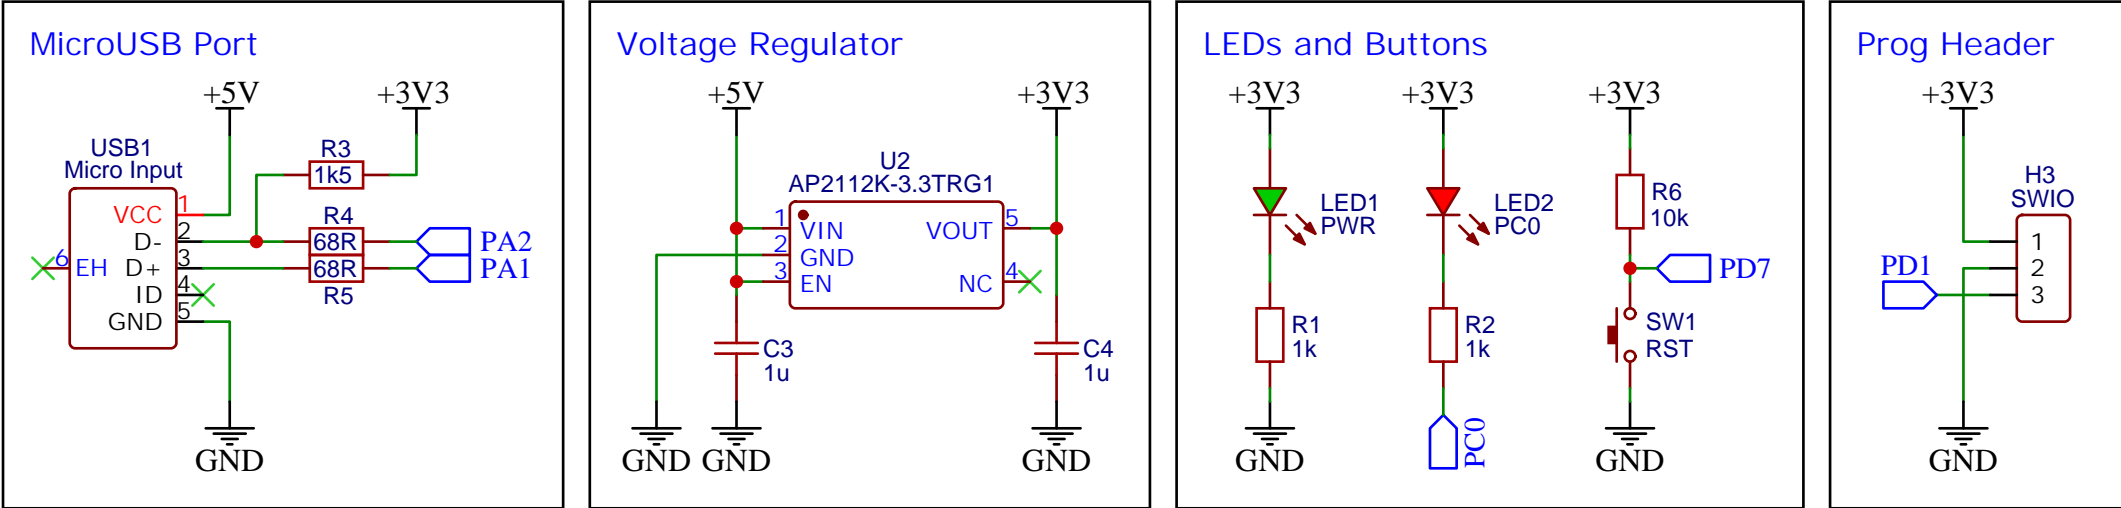 MicroUSB Port
+5V
+3V3
USB1
Micro Input
R3
1k5
VCC
1
D-
2
R4
68R
PA2
6
EH
D+
3
68R
PA1
ID
4
R5
GND
5
GND
Voltage Regulator
+5V
+3V3
U2
AP2112K-3.3TRG1
1
VIN
VOUT
5
2
GND
3
EN
NC
4
C3
1u
C4
1u
GND
GND
GND
LEDs and Buttons
+3V3
+3V3
+3V3
LED1
PWR
LED2
PC0
R6
10k
PD7
R1
1k
R2
1k
SW1
RST
PC0
GND
GND
Prog Header
+3V3
H3
SWIO
1
2
3
PD1
GND